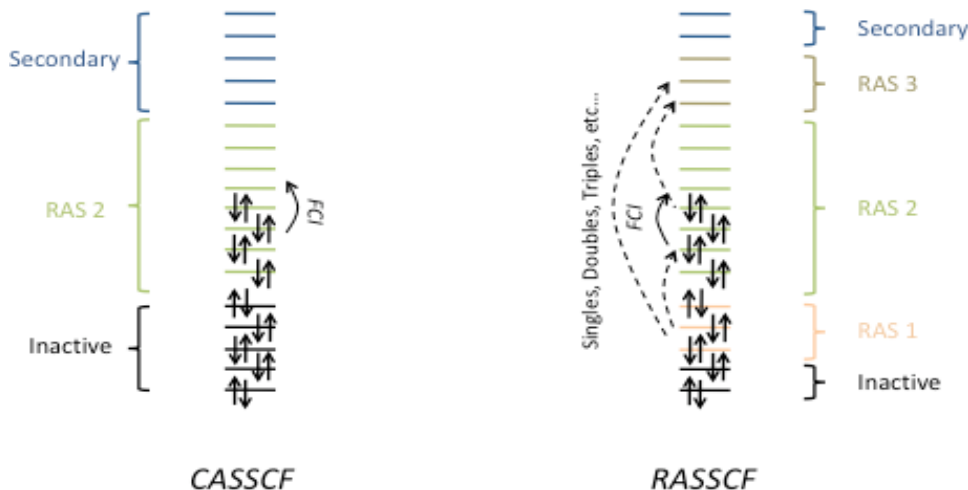 Secondary
RAS 2
Inactive
FCI
CASSCF
Singles, Doubles, Triples, etc...
FCI
Secondary
RAS 3
RAS 2
RAS 1
Inactive
RASSCF